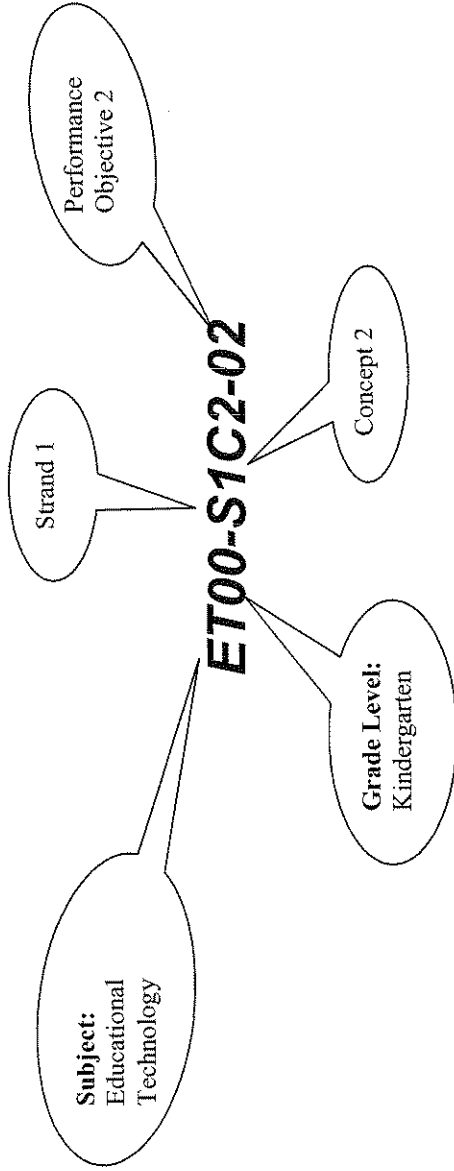 Subject:
Educational
Technology
Strand 1
Performance
Objective 2
ET00-S1C2-02
Grade Level:
Kindergarten
Concept 2